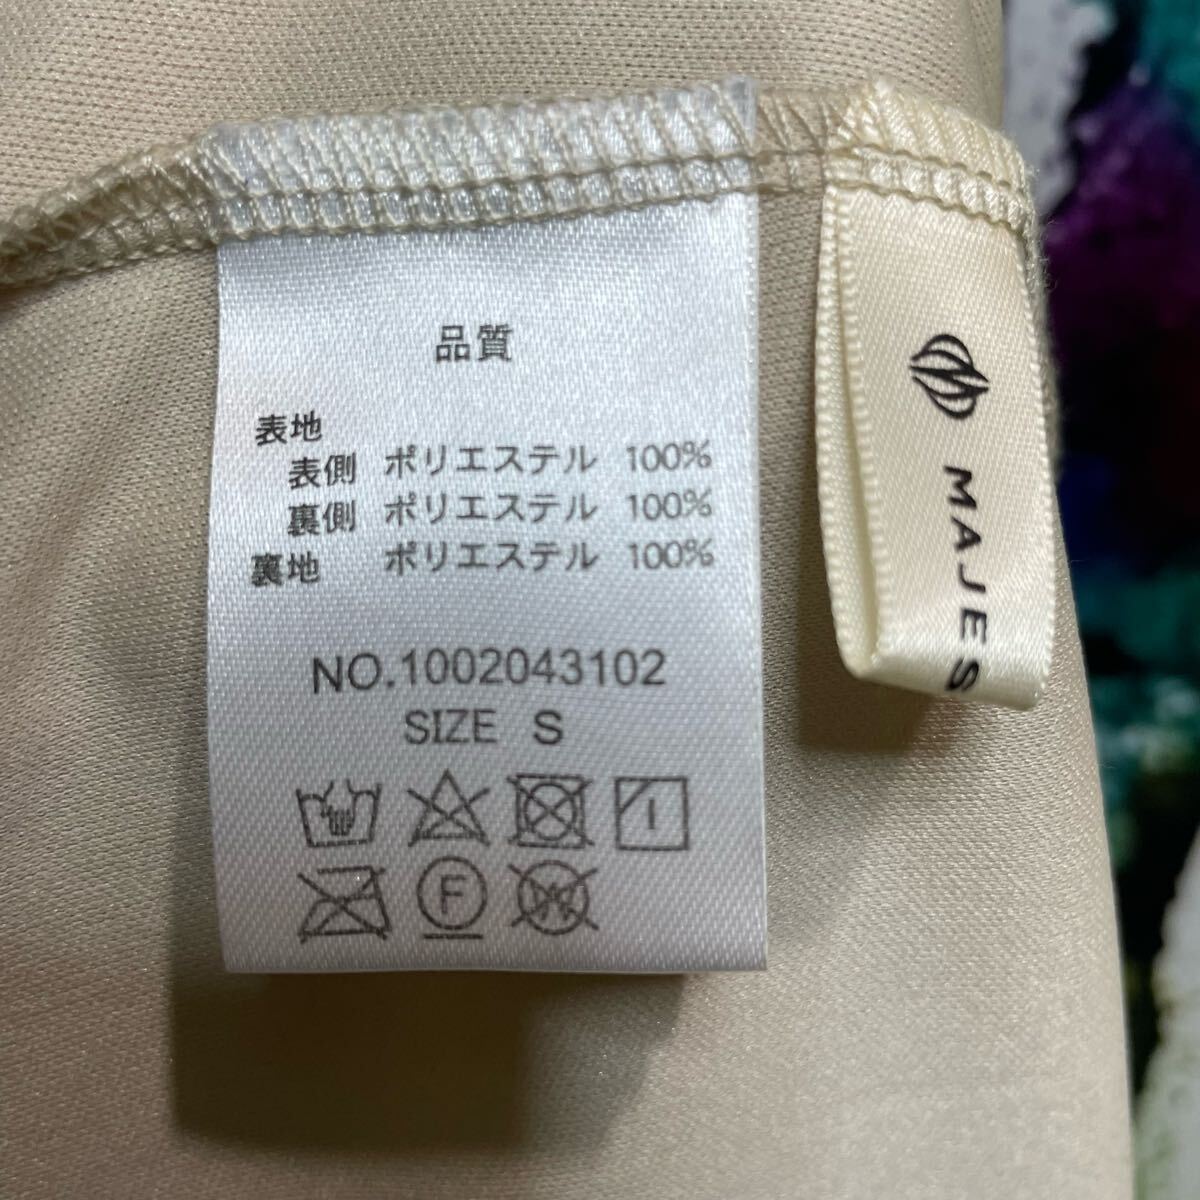 品質
表地
表側 ポリエステル 100%
裏側 ポリエステル 100%
裏地 ポリエステル 100%
NO.1002043102
SIZE S
F
W
MAJES